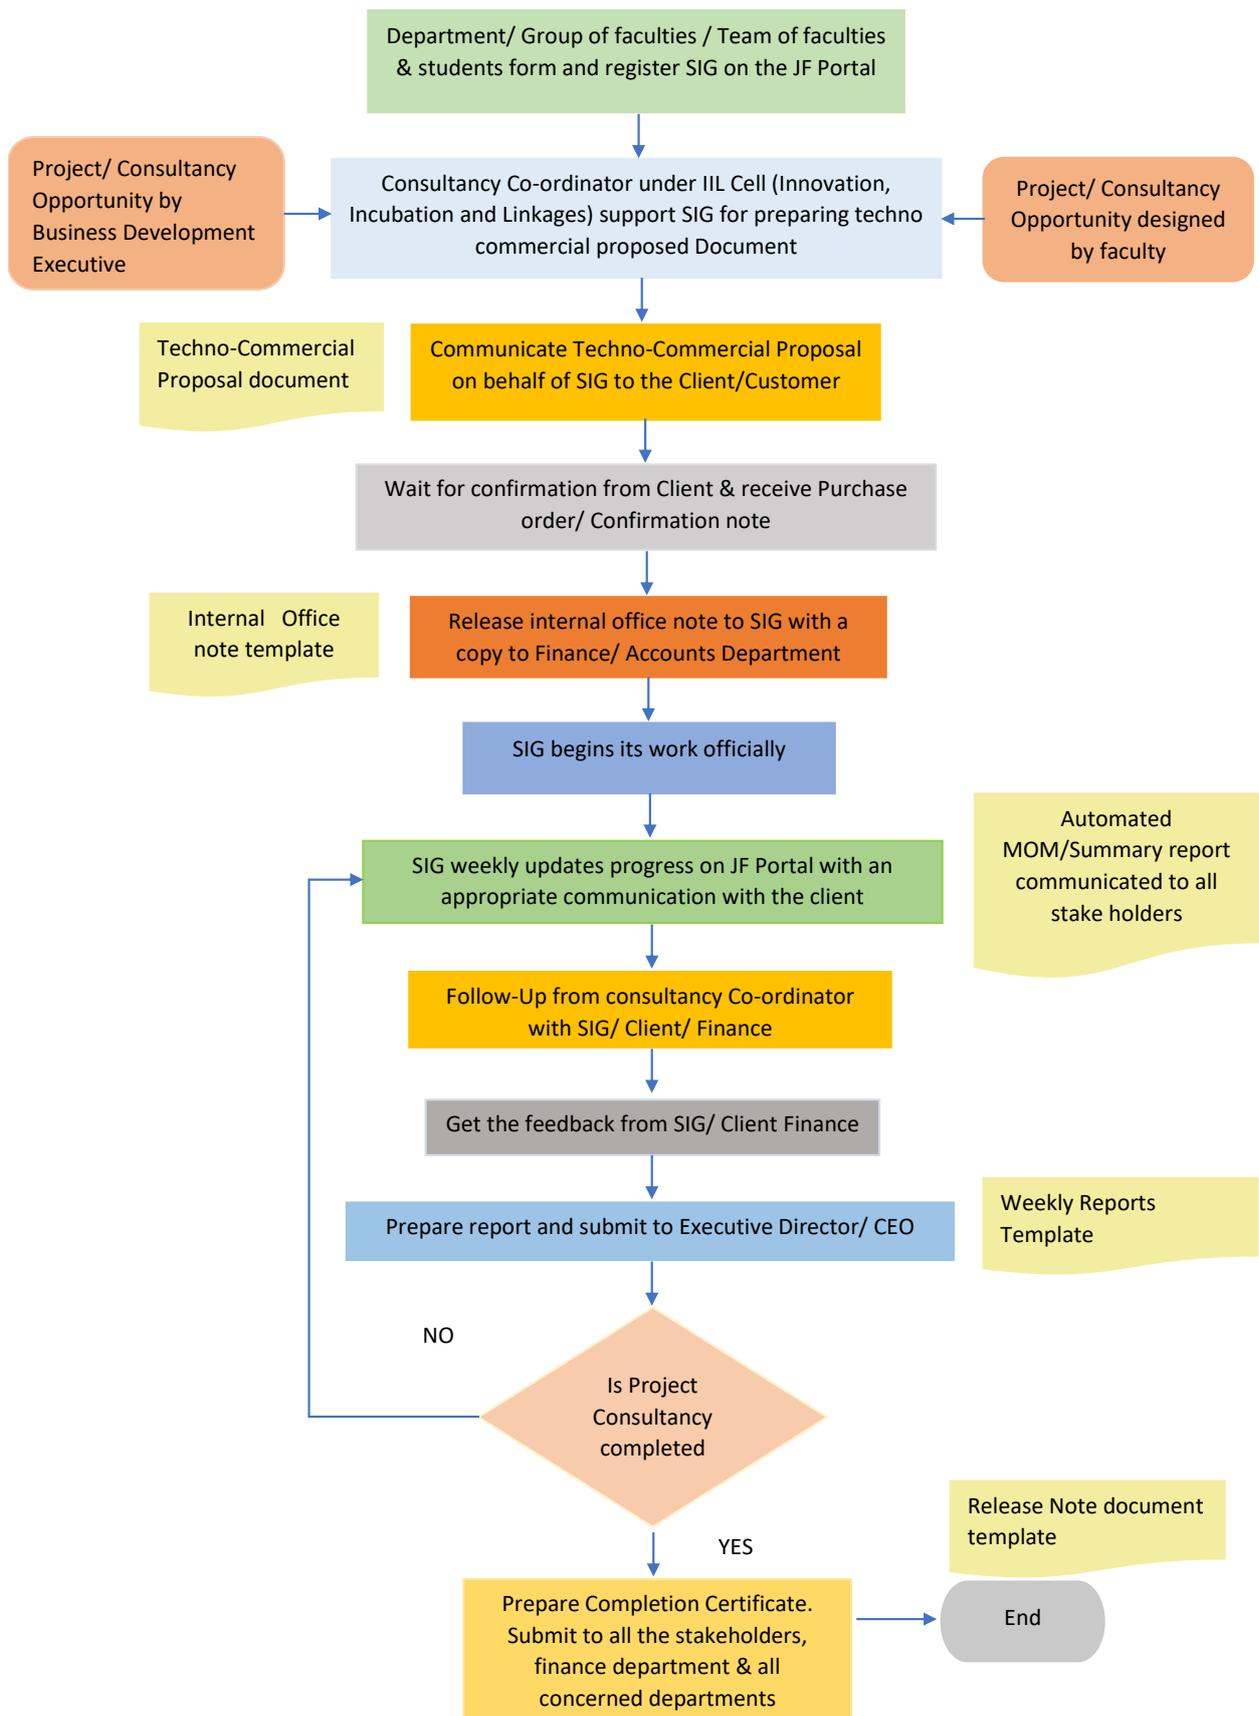 Department/ Group of faculties / Team of faculties
& students form and register SIG on the JF Portal
Project/ Consultancy
Opportunity by
Business Development
Executive
Consultancy Co-ordinator under IIL Cell (Innovation,
Incubation and Linkages) support SIG for preparing techno
commercial proposed Document
Project/ Consultancy
Opportunity designed
by faculty
Techno-Commercial
Proposal document
Communicate Techno-Commercial Proposal
on behalf of SIG to the Client/Customer
Wait for confirmation from Client & receive Purchase
order/ Confirmation note
Internal Office
note template
Release internal office note to SIG with a
copy to Finance/ Accounts Department
SIG begins its work officially
SIG weekly updates progress on JF Portal with an
appropriate communication with the client
Automated
MOM/Summary report
communicated to all
stake holders
Follow-Up from consultancy Co-ordinator
with SIG/ Client/ Finance
Get the feedback from SIG/ Client Finance
Prepare report and submit to Executive Director/ CEO
Weekly Reports
Template
NO
Is Project
Consultancy
completed
YES
Release Note document
template
Prepare Completion Certificate.
Submit to all the stakeholders,
finance department & all
concerned departments
End